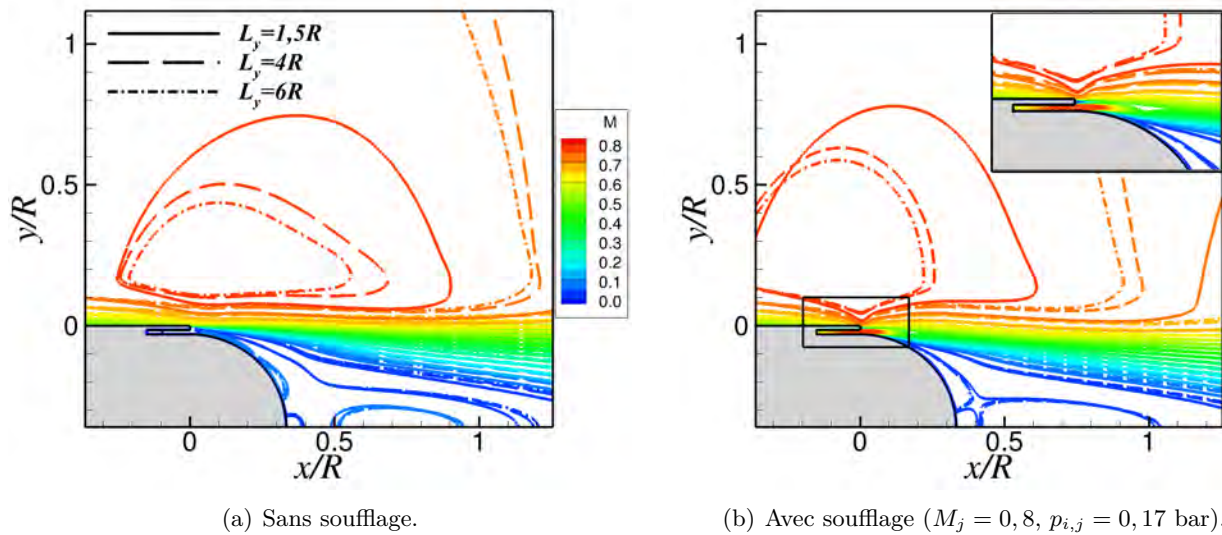 L_y=1,5R
L_y=4R
L_y=6R
M
0.8
0.7
0.6
0.5
0.4
0.3
0.2
0.1
0.0
1
0.5
0
y/R
0
0.5
1
x/R
1
0.5
0
y/R
0
0.5
1
x/R
(a) Sans soufflage.
(b) Avec soufflage (M_j = 0, 8, p_{i,j} = 0, 17 bar).